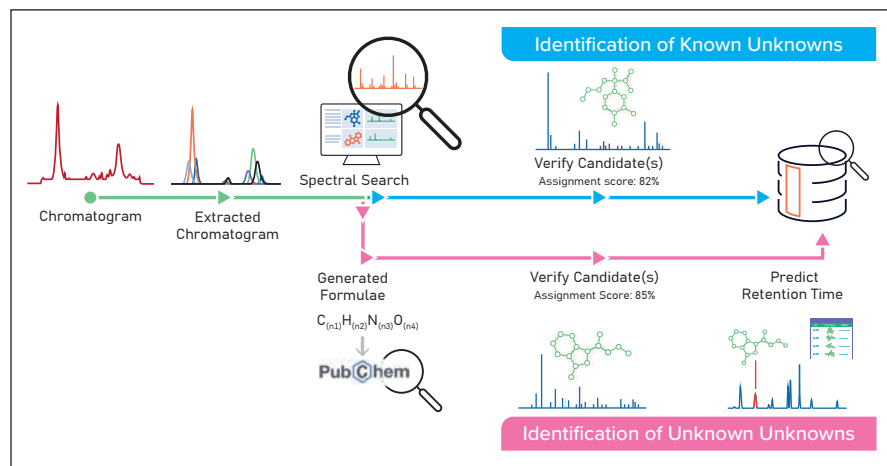 Identification of Known Unknowns
Spectral Search
Verify Candidate(s)
Assignment score: 82%
Chromatogram
Extracted
Chromatogram
Generated
Formulae
C(n1)H(n2)N(n3)O(n4)
PubChem
Verify Candidate(s)
Assignment Score: 85%
Predict
Retention Time
Identification of Unknown Unknowns